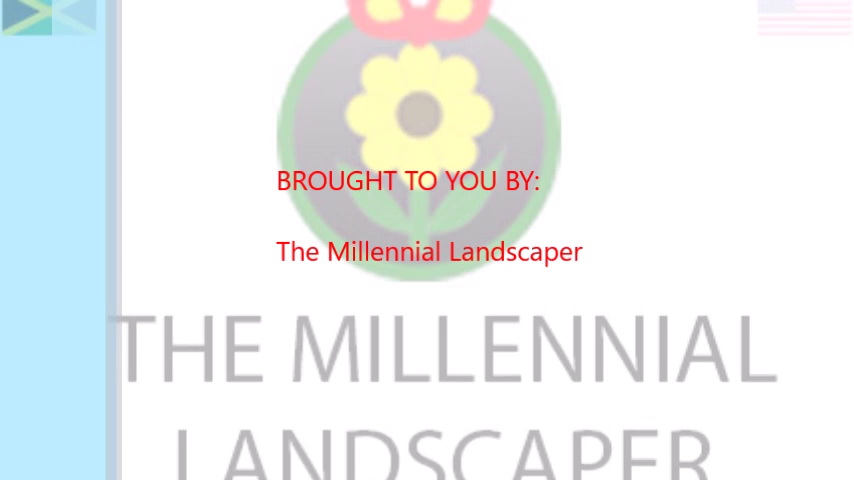 BROUGHT TO YOU BY:
The Millennial Landscaper
THE MILLENNIAL
LANDSCAPER